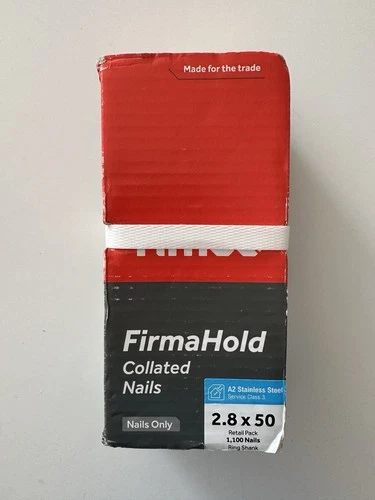 Made for the trade
FirmaHold
Collated
Nails
Nails Only
A2 Stainless Steel
Service Class 3
2.8 x 50
Retail Pack
1,100 Nails
Ring Shank